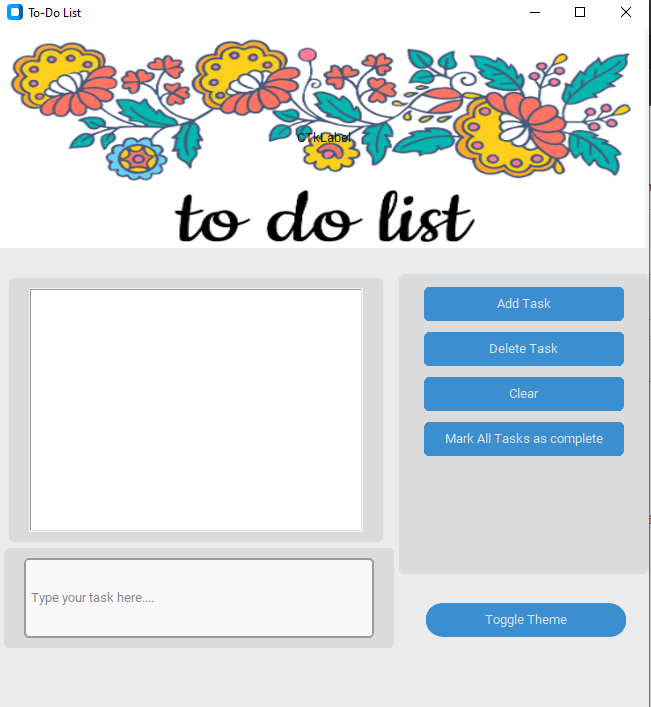 To-Do List
CTkLabel
to do list
Add Task
Delete Task
Clear
Mark All Tasks as complete
Type your task here....
Toggle Theme